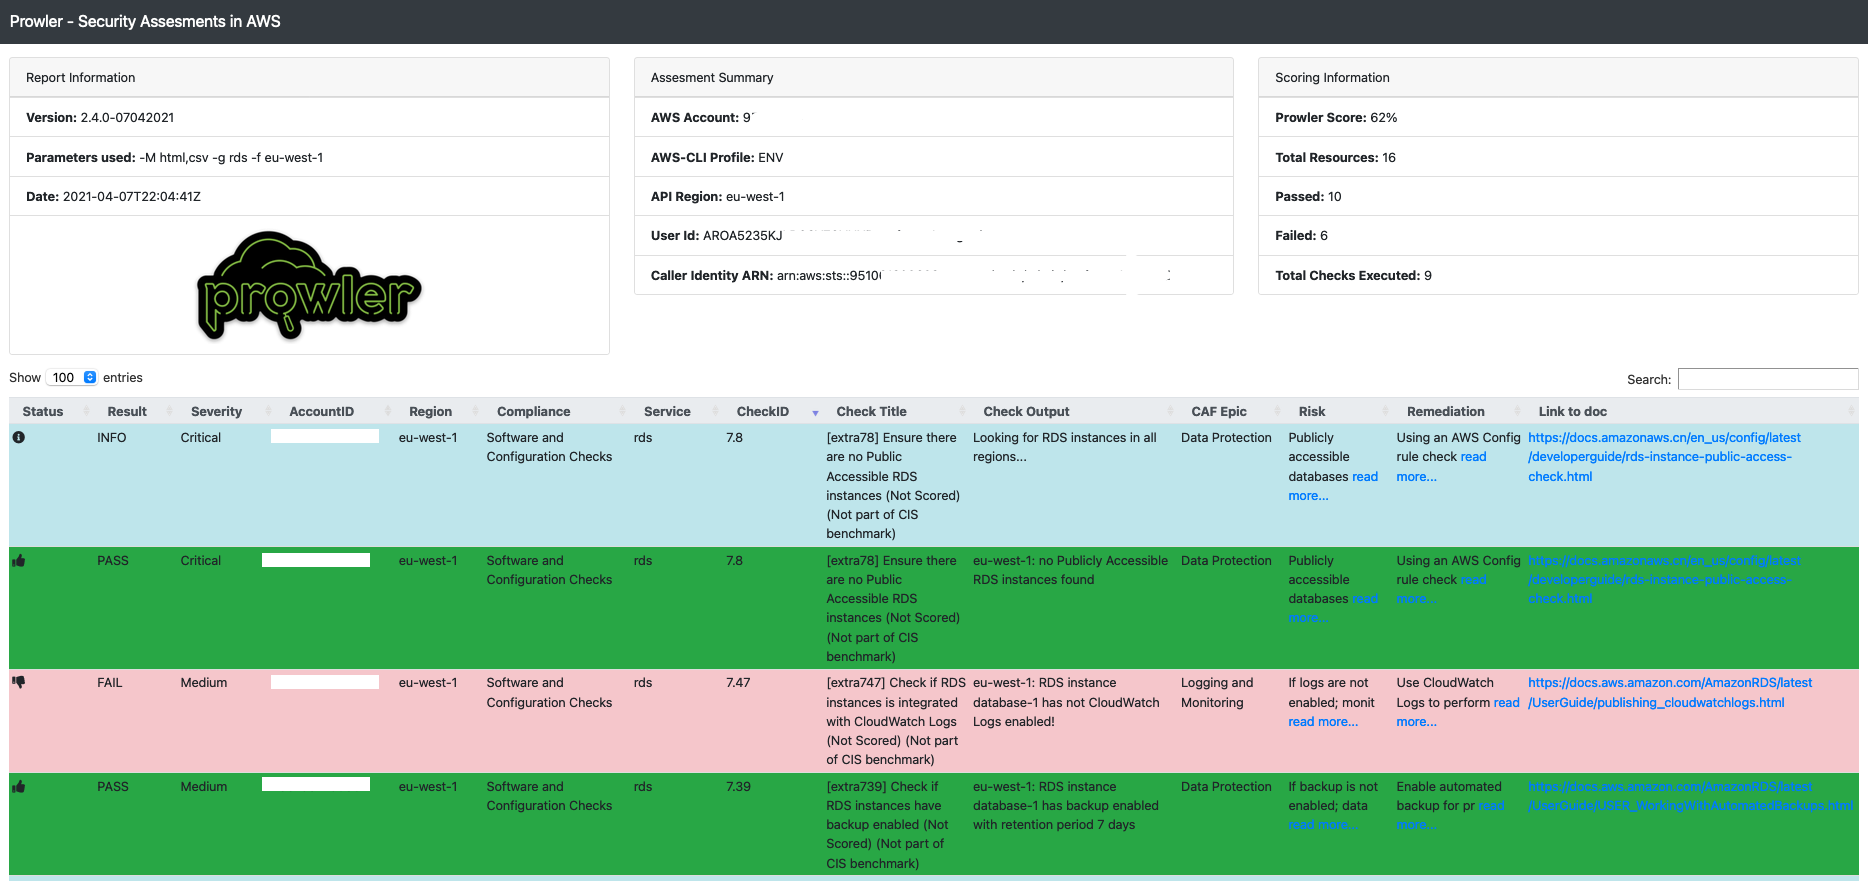 Prowler - Security Assesments in AWS
Report Information
Version: 2.4.0-07042021
Parameters used: -M html,csv -g rds -f eu-west-1
Date: 2021-04-07T22:04:41Z
prowler
Assesment Summary
AWS Account: 9
AWS-CLI Profile: ENV
API Region: eu-west-1
User Id: AROA5235KJ
Caller Identity ARN: arn:aws:sts::9510
Scoring Information
Prowler Score: 62%
Total Resources: 16
Passed: 10
Failed: 6
Total Checks Executed: 9
Show 100 entries
Search:
Status Result Severity AccountID Region Compliance Service CheckID Check Title Check Output CAF Epic Risk Remediation Link to doc
INFO Critical eu-west-1 Software and rds 7.8 [extra78] Ensure there Looking for RDS instances in all Data Protection Publicly Using an AWS Config https://docs.amazonaws.cn/en_us/config/latest
Configuration Checks are no Public regions... accessible rule check read /developerguide/rds-instance-public-access-
Accessible RDS databases read more... check.html
instances (Not Scored) more...
(Not part of CIS
benchmark)
PASS Critical eu-west-1 Software and rds 7.8 [extra78] Ensure there eu-west-1: no Publicly Accessible Data Protection Publicly Using an AWS Config https://docs.amazonaws.cn/en_us/config/latest
Configuration Checks are no Public RDS instances found accessible rule check read /developerguide/rds-instance-public-access-
Accessible RDS databases read more... check.html
instances (Not Scored) more...
(Not part of CIS
benchmark)
FAIL Medium eu-west-1 Software and rds 7.47 [extra747] Check if RDS eu-west-1: RDS instance Logging and If logs are not Use CloudWatch https://docs.aws.amazon.com/AmazonRDS/latest
Configuration Checks instances is integrated database-1 has not CloudWatch Monitoring enabled; monit Logs to perform read /UserGuide/publishing_cloudwatchlogs.html
with CloudWatch Logs Logs enabled! read more... more...
(Not Scored) (Not part
of CIS benchmark)
PASS Medium eu-west-1 Software and rds 7.39 [extra739] Check if eu-west-1: RDS instance Data Protection If backup is not Enable automated https://docs.aws.amazon.com/AmazonRDS/latest
Configuration Checks RDS instances have database-1 has backup enabled enabled; data backup for pr read /UserGuide/USER_WorkingWithAutomatedBackups.html
backup enabled (Not with retention period 7 days read more... more...
Scored) (Not part of
CIS benchmark)